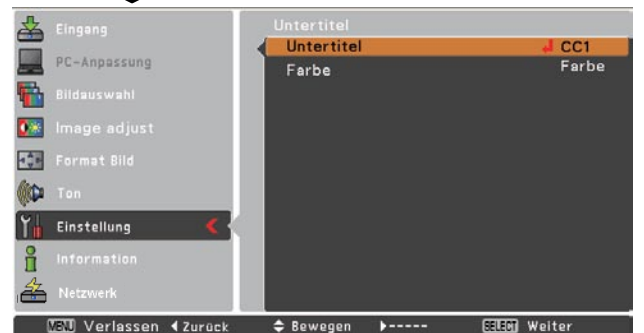 Eingang
PC-Anpassung
Bildauswahl
Image adjust
Format Bild
Ton
Einstellung
Information
Netzwerk
Untertitel
Untertitel CC1
Farbe Farbe
MENU Verlassen Zurück Bewegen ----- SELECT Weiter